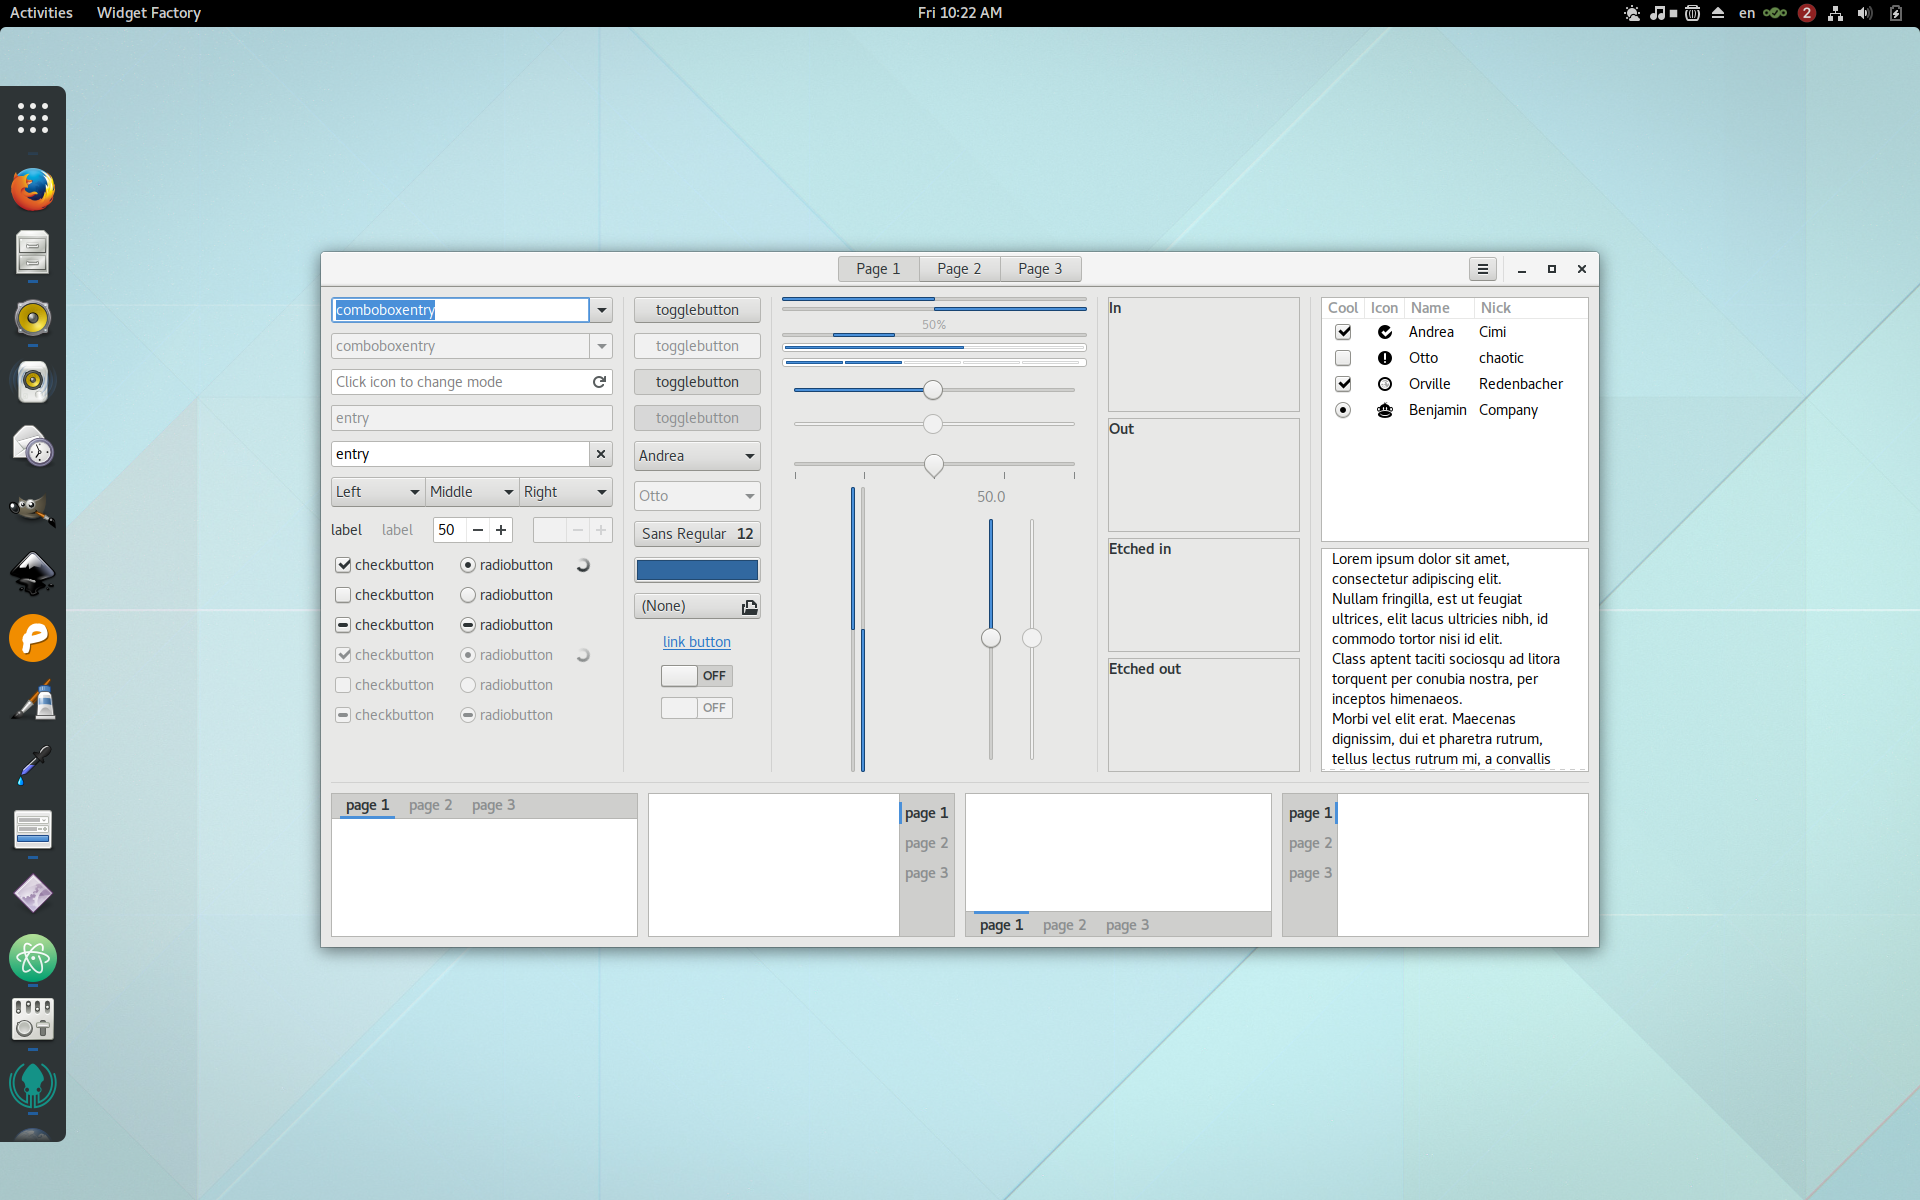 Activities Widget Factory Fri 10:22 AM en 2
Page 1 Page 2 Page 3
comboboxentry
comboboxentry
Click icon to change mode
entry
entry
Left Middle Right
label label 50
checkbutton radiobutton
checkbutton radiobutton
checkbutton radiobutton
checkbutton radiobutton
checkbutton radiobutton
checkbutton radiobutton
togglebutton
togglebutton
togglebutton
togglebutton
Andrea
Otto
Sans Regular 12
(None)
link button
OFF
OFF
50%
50.0
In
Out
Etched in
Etched out
Cool Icon Name Nick
Andrea Cimi
Otto chaotic
Orville Redenbacher
Benjamin Company
Lorem ipsum dolor sit amet,
consectetur adipiscing elit.
Nullam fringilla, est ut feugiat
ultrices, elit lacus ultricies nibh, id
commodo tortor nisi id elit.
Class aptent taciti sociosqu ad litora
torquent per conubia nostra, per
inceptos himenaeos.
Morbi vel elit erat. Maecenas
dignissim, dui et pharetra rutrum,
tellus lectus rutrum mi, a convallis
page 1 page 2 page 3
page 1
page 2
page 3
page 1 page 2 page 3
page 1
page 2
page 3